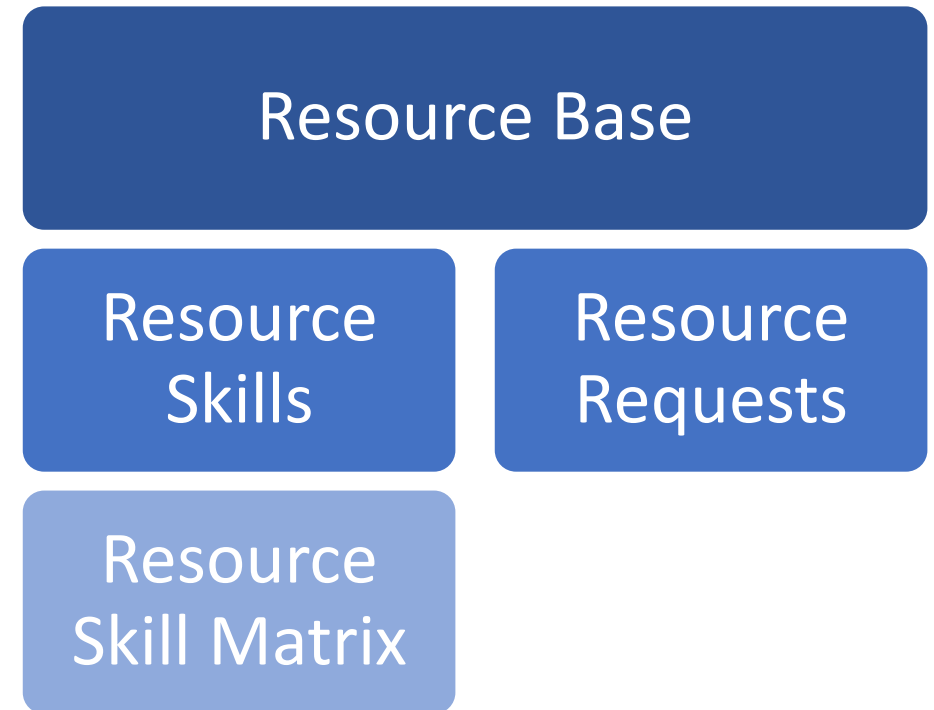 Resource Base
Resource
Skills
Resource
Requests
Resource
Skill Matrix